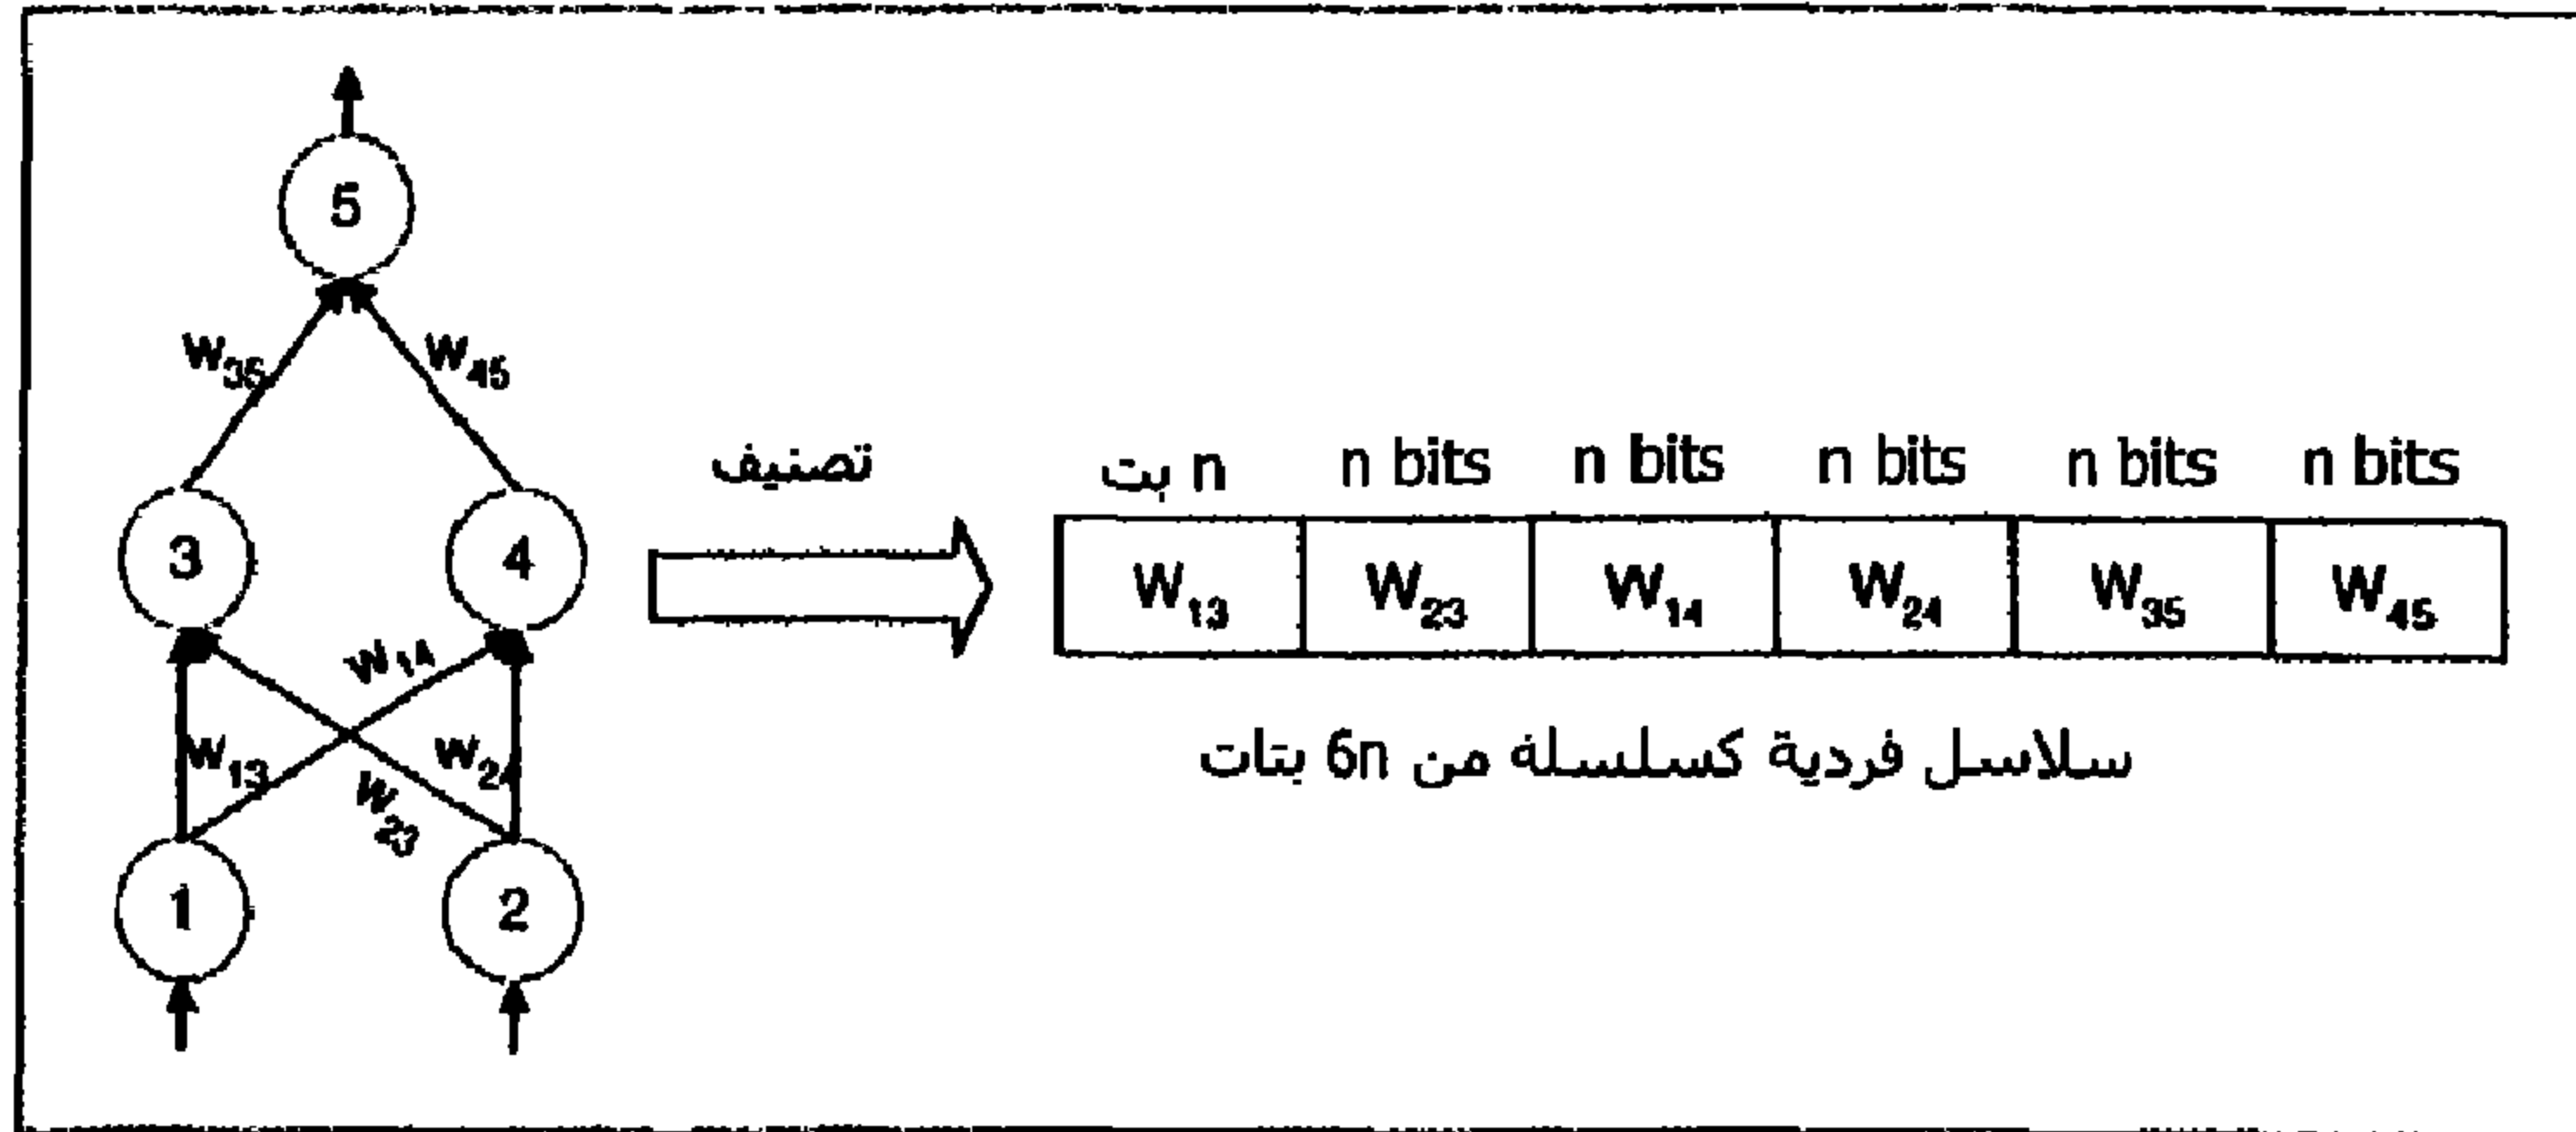 5
W35 W45
تصنيف
n بت n bits n bits n bits n bits n bits
3 4
W13 W23 W14 W24 W35 W45
W14
W13 W24
W23
سلاسل فردية كسلسلة من 6n بتات
1 2